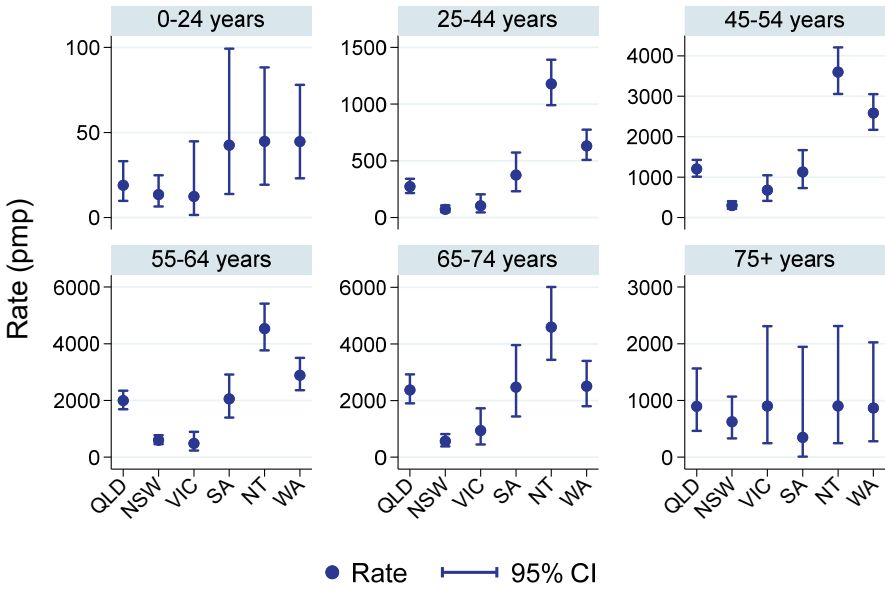 0-24 years
25-44 years
45-54 years
100
50
0
1500
1000
500
0
4000
3000
2000
1000
0
Rate (pmp)
55-64 years
65-74 years
75+ years
6000
4000
2000
0
6000
4000
2000
0
3000
2000
1000
0
QLD NSW VIC SA NT WA
QLD NSW VIC SA NT WA
QLD NSW VIC SA NT WA
Rate 95% CI